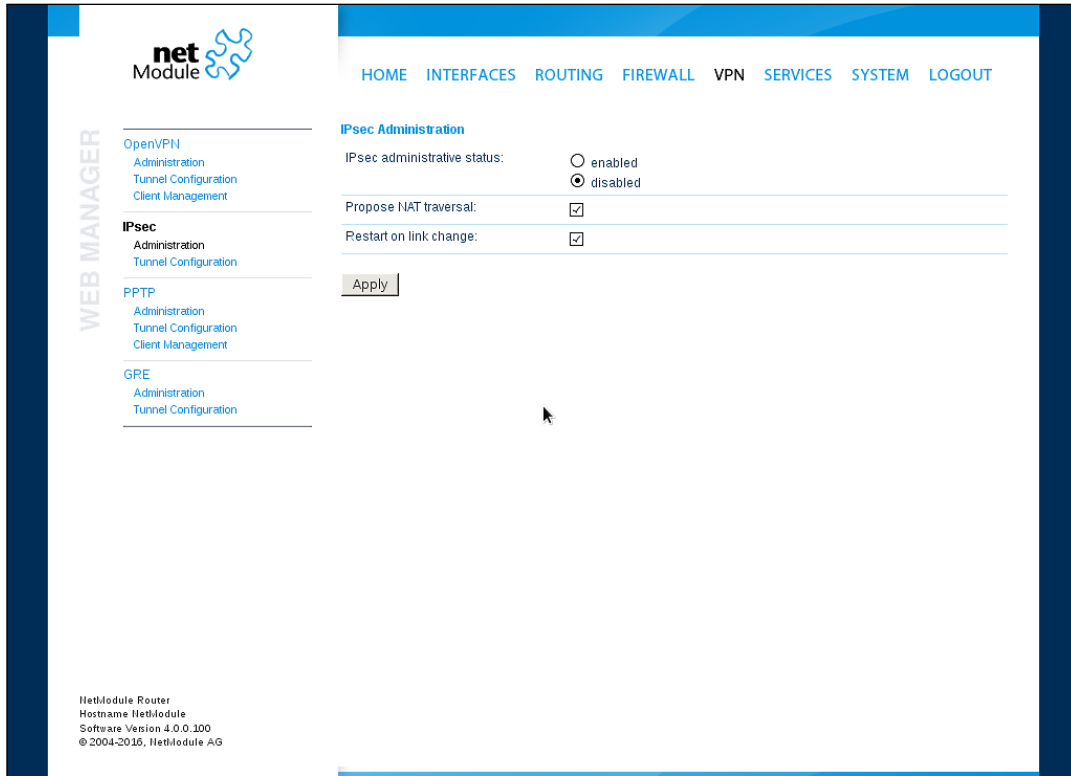 net
Module
HOME INTERFACES ROUTING FIREWALL VPN SERVICES SYSTEM LOGOUT
WEB MANAGER
OpenVPN
Administration
Tunnel Configuration
Client Management
IPsec
Administration
Tunnel Configuration
PPTP
Administration
Tunnel Configuration
Client Management
GRE
Administration
Tunnel Configuration
IPsec Administration
IPsec administrative status:
enabled
disabled
Propose NAT traversal:
Restart on link change:
Apply
NetModule Router
Hostname NetModule
Software Version 4.0.0.100
© 2004-2016, NetModule AG